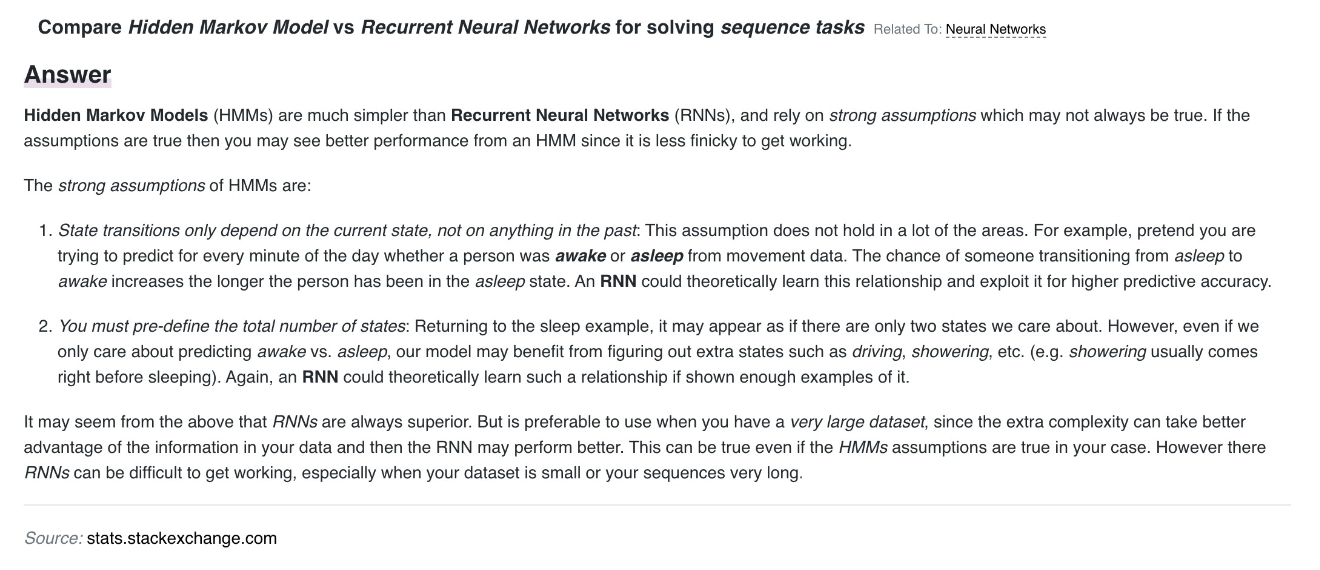 Compare Hidden Markov Model vs Recurrent Neural Networks for solving sequence tasks Related To: Neural Networks
Answer
Hidden Markov Models (HMMs) are much simpler than Recurrent Neural Networks (RNNs), and rely on strong assumptions which may not always be true. If the
assumptions are true then you may see better performance from an HMM since it is less finicky to get working.
The strong assumptions of HMMs are:
1. State transitions only depend on the current state, not on anything in the past: This assumption does not hold in a lot of the areas. For example, pretend you are
trying to predict for every minute of the day whether a person was awake or asleep from movement data. The chance of someone transitioning from asleep to
awake increases the longer the person has been in the asleep state. An RNN could theoretically learn this relationship and exploit it for higher predictive accuracy.
2. You must pre-define the total number of states: Returning to the sleep example, it may appear as if there are only two states we care about. However, even if we
only care about predicting awake vs. asleep, our model may benefit from figuring out extra states such as driving, showering, etc. (e.g. showering usually comes
right before sleeping). Again, an RNN could theoretically learn such a relationship if shown enough examples of it.
It may seem from the above that RNNs are always superior. But is preferable to use when you have a very large dataset, since the extra complexity can take better
advantage of the information in your data and then the RNN may perform better. This can be true even if the HMMs assumptions are true in your case. However there
RNNs can be difficult to get working, especially when your dataset is small or your sequences very long.
Source: stats.stackexchange.com